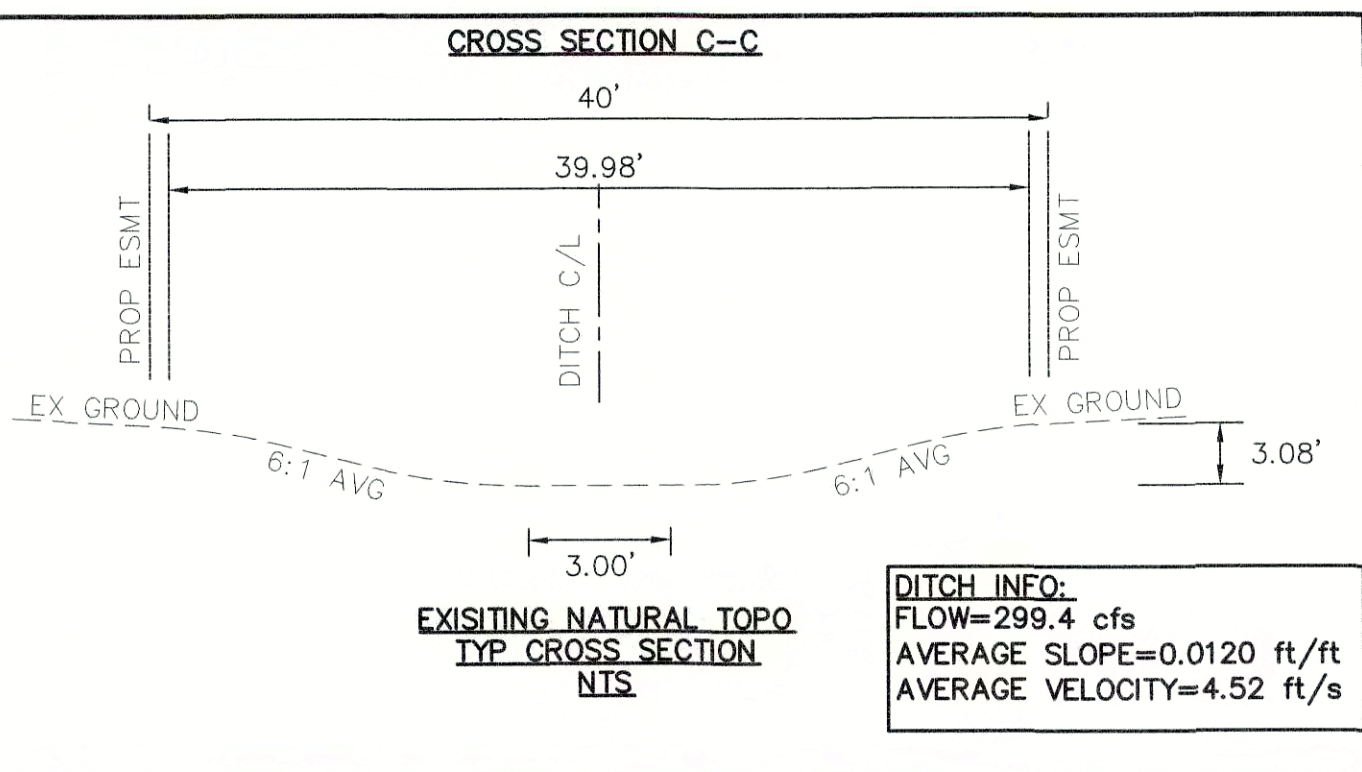 CROSS SECTION C-C
40'
39.98'
PROP ESMT
DITCH C/L
PROP ESMT
EX GROUND
EX GROUND
6:1 AVG
6:1 AVG
3.08'
3.00'
EXISITING NATURAL TOPO
TYP CROSS SECTION
NTS
DITCH INFO:
FLOW=299.4 cfs
AVERAGE SLOPE=0.0120 ft/ft
AVERAGE VELOCITY=4.52 ft/s